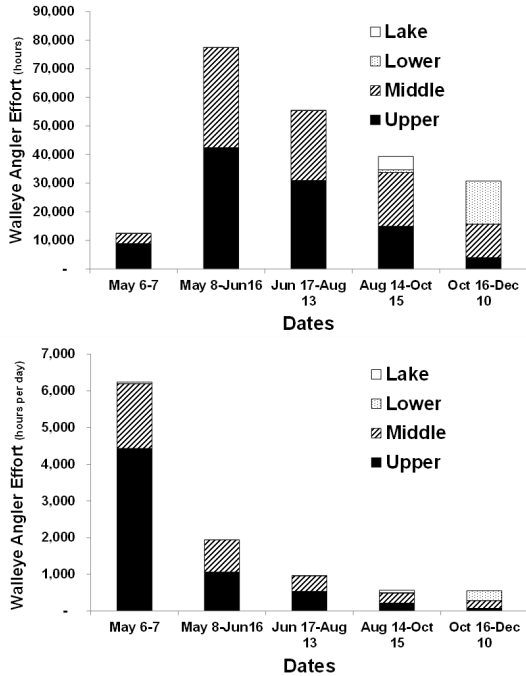 90,000
80,000
70,000
60,000
50,000
40,000
30,000
20,000
10,000
-
Walleye Angler Effort (hours)
Lake
Lower
Middle
Upper
May 6-7
May 8-Jun16
Jun 17-Aug
13
Aug 14-Oct
15
Oct 16-Dec
10
Dates
7,000
6,000
5,000
4,000
3,000
2,000
1,000
-
Walleye Angler Effort (hours per day)
Lake
Lower
Middle
Upper
May 6-7
May 8-Jun16
Jun 17-Aug
13
Aug 14-Oct
15
Oct 16-Dec
10
Dates